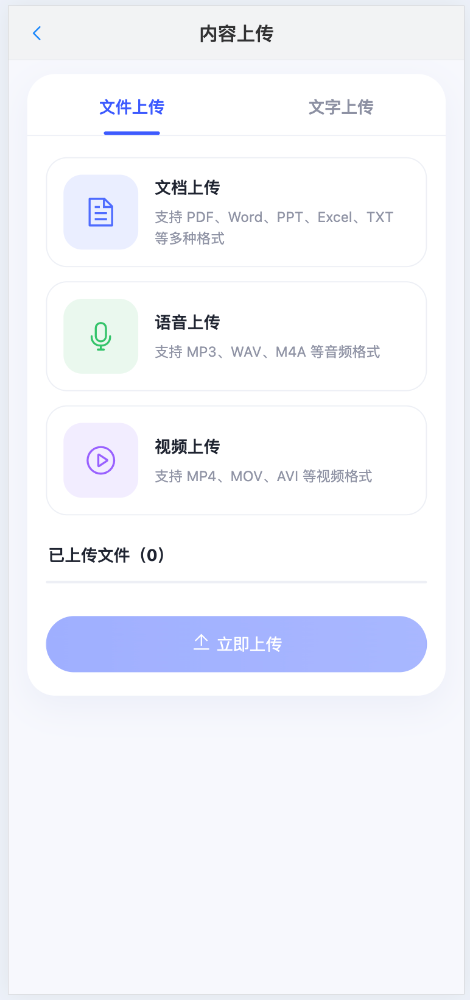 内容上传
文件上传
文字上传
文档上传
支持 PDF、Word、PPT、Excel、TXT
等多种格式
语音上传
支持 MP3、WAV、M4A 等音频格式
视频上传
支持 MP4、MOV、AVI 等视频格式
已上传文件（0）
立即上传